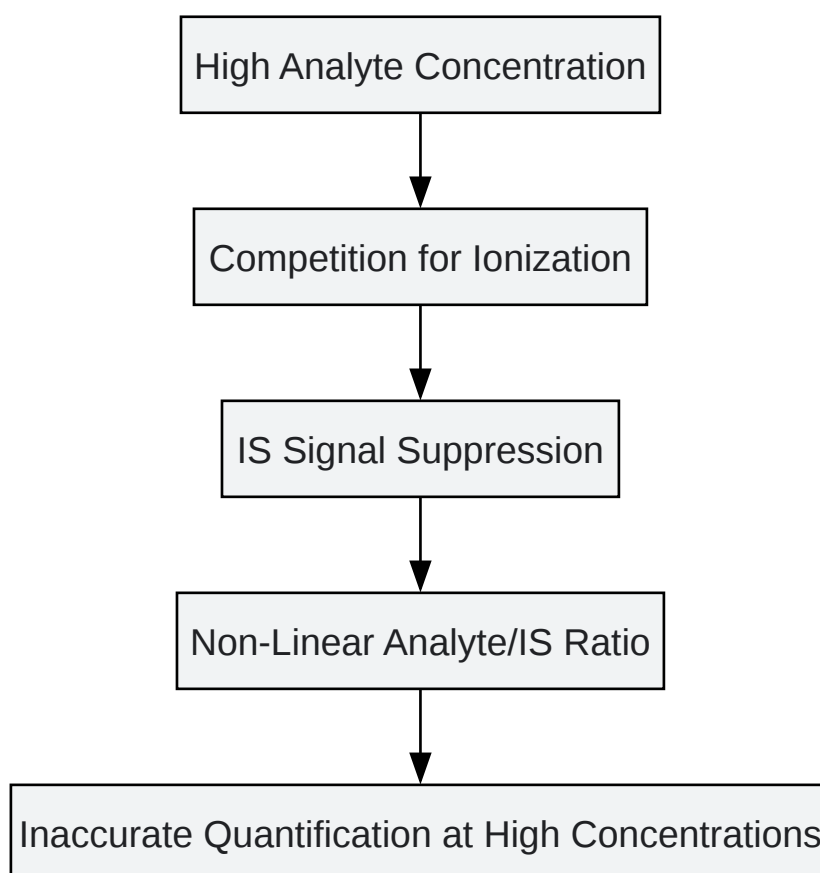 High Analyte Concentration
Competition for Ionization
IS Signal Suppression
Non-Linear Analyte/IS Ratio
Inaccurate Quantification at High Concentrations